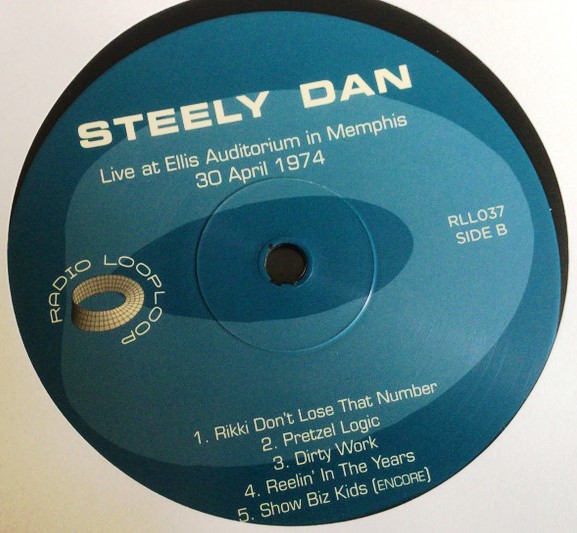 STEELY DAN
Live at Ellis Auditorium in Memphis
30 April 1974
RLL037
SIDE B
RADIO LOOPLOOP
1. Rikki Don't Lose That Number
2. Pretzel Logic
3. Dirty Work
4. Reelin' In The Years
5. Show Biz Kids (ENCORE)